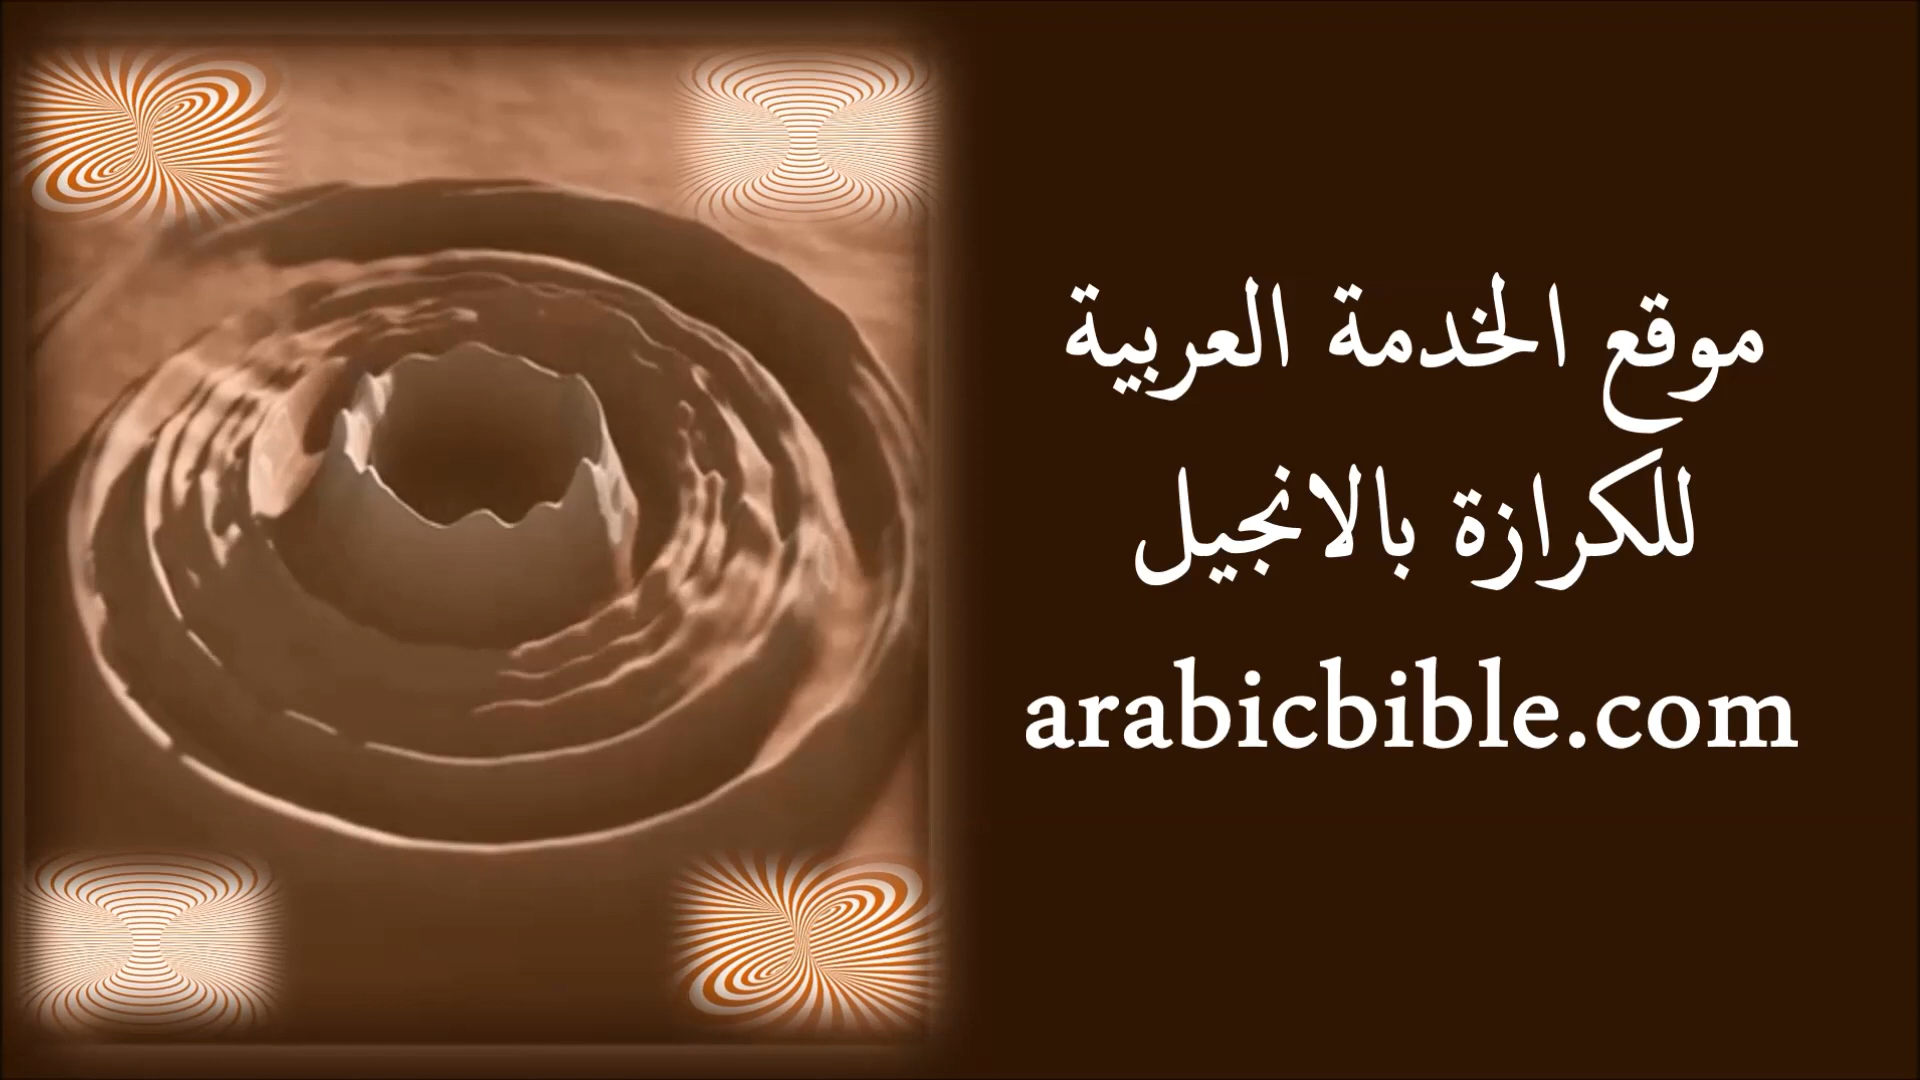 موقع الخدمة العربية
للكرازة بالانجيل
arabicbible.com